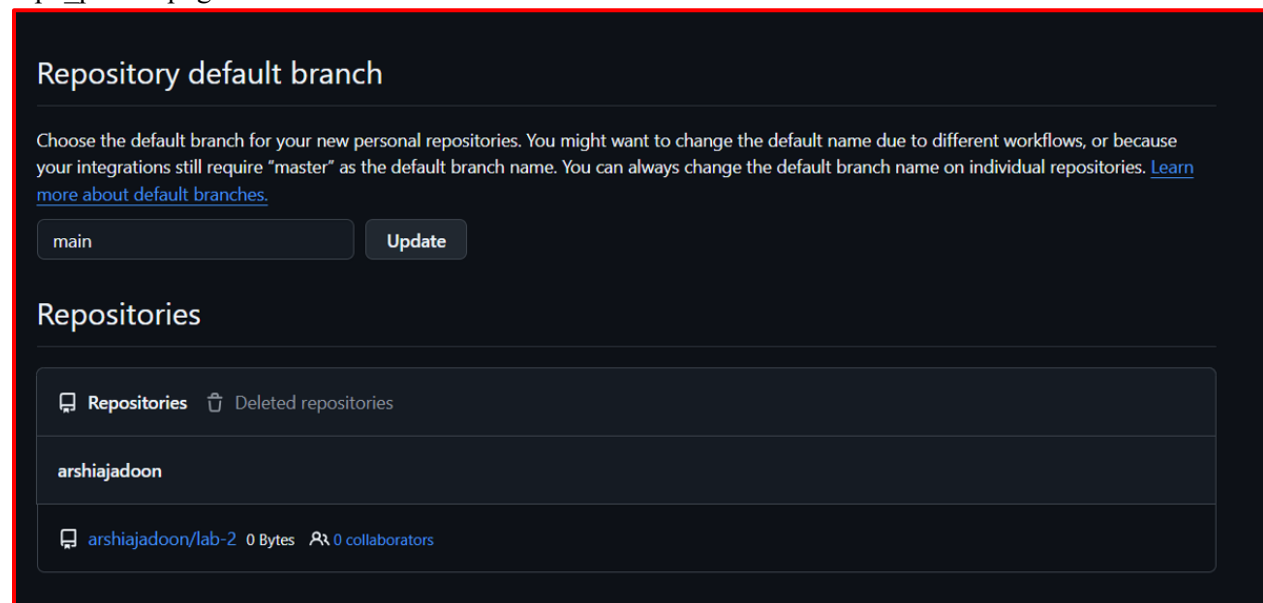 Repository default branch
Choose the default branch for your new personal repositories. You might want to change the default name due to different workflows, or because
your integrations still require “master” as the default branch name. You can always change the default branch name on individual repositories. Learn
more about default branches.
main Update
Repositories
Repositories Deleted repositories
arshiajadoon
arshiajadoon/lab-2 0 Bytes 0 collaborators